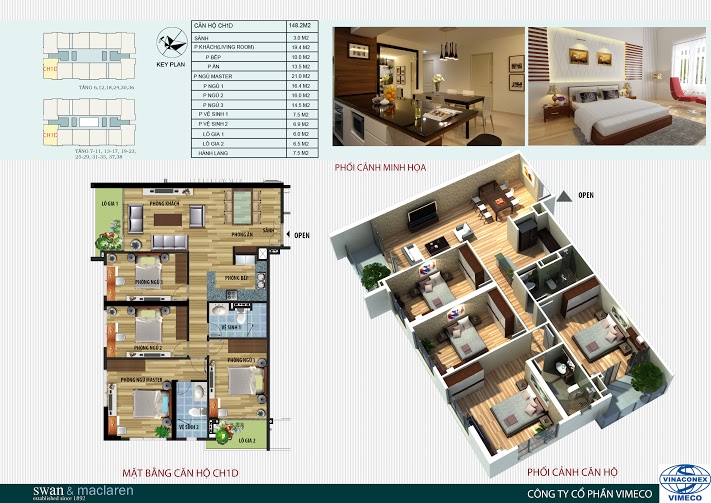 CH1D
TẦNG 6,12,18,24,30,36
CH1D
TẦNG 7-11, 13-17, 19-23,
25-29, 31-35, 37,38
KEY PLAN
CĂN HỘ CH1D 148.2M2
SẢNH 3.0 M2
P KHÁCH(LIVING ROOM) 19.4 M2
P BẾP 10.0 M2
P ĂN 13.5 M2
P NGỦ MASTER 21.0 M2
P NGỦ 1 16.4 M2
P NGỦ 2 16.0 M2
P NGỦ 3 14.5 M2
P VỆ SINH 1 7.5 M2
P VỆ SINH 2 6.9 M2
LÔ GIA 1 6.0 M2
LÔ GIA 2 6.5 M2
HÀNH LANG 7.5 M2
PHỐI CẢNH MINH HỌA
LÔ GIA 1
PHÒNG KHÁCH
SẢNH
PHÒNG ĂN
OPEN
PHÒNG BẾP
PHÒNG NGỦ 3
VỆ SINH 1
PHÒNG NGỦ 2
PHÒNG NGỦ 1
PHÒNG NGỦ MASTER
VỆ SINH 2
LÔ GIA 2
MẶT BẰNG CĂN HỘ CH1D
OPEN
PHỐI CẢNH CĂN HỘ
swan & maclaren
established since 1892
CÔNG TY CỔ PHẦN VIMECO
VINACONEX
VIMECO